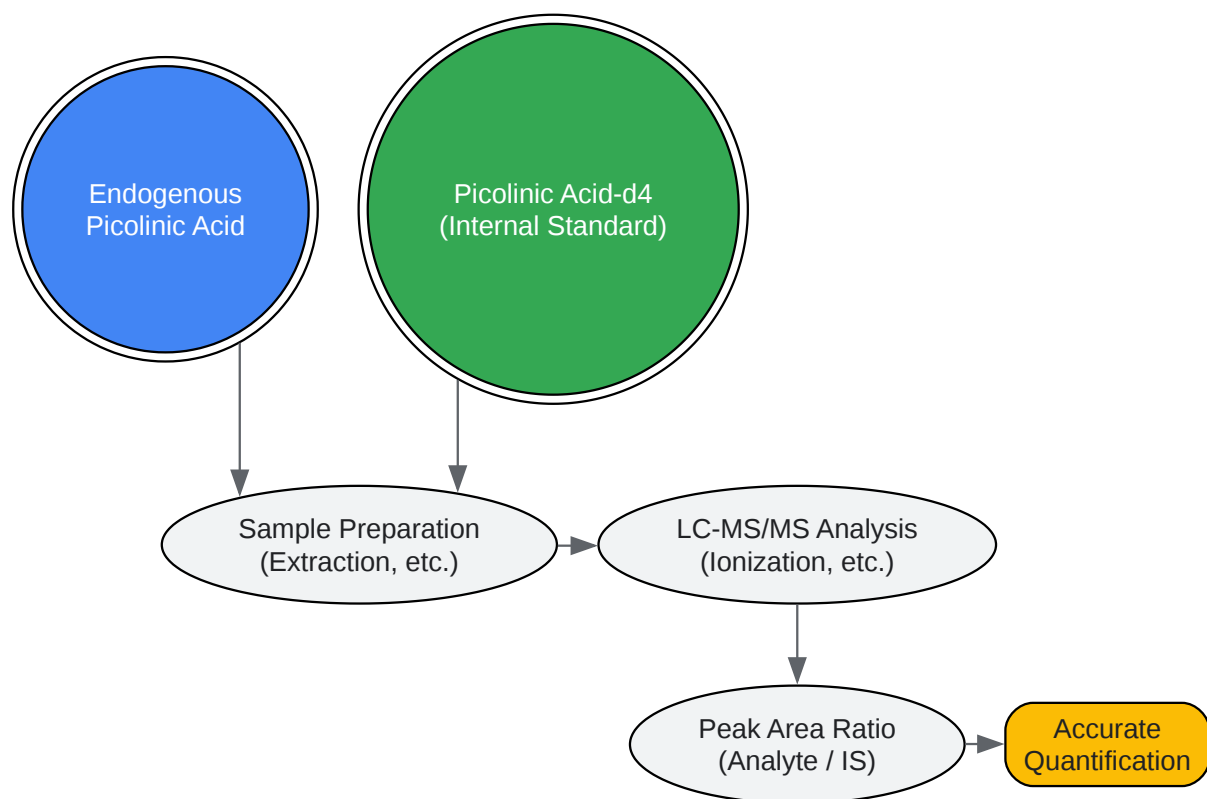 Endogenous
Picolinic Acid
Picolinic Acid-d4
(Internal Standard)
Sample Preparation
(Extraction, etc.)
LC-MS/MS Analysis
(Ionization, etc.)
Peak Area Ratio
(Analyte / IS)
Accurate
Quantification